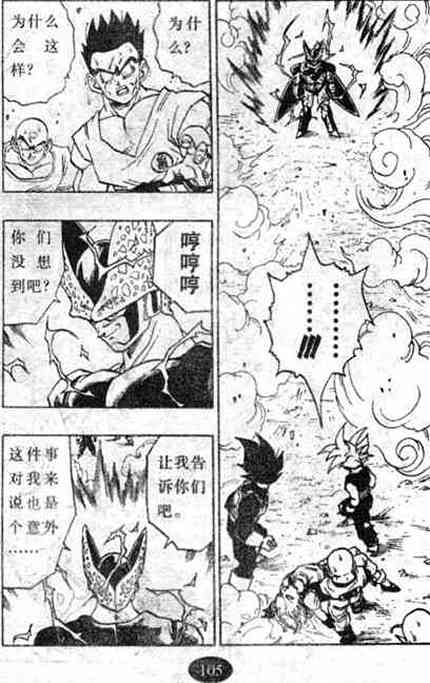 …………!!!
为什
么?
为什么
会这
样?
哼
哼
哼
你们
没想
到吧?
让我告
诉你们
吧。
这件事
对我来
说也是
个意外
……
105